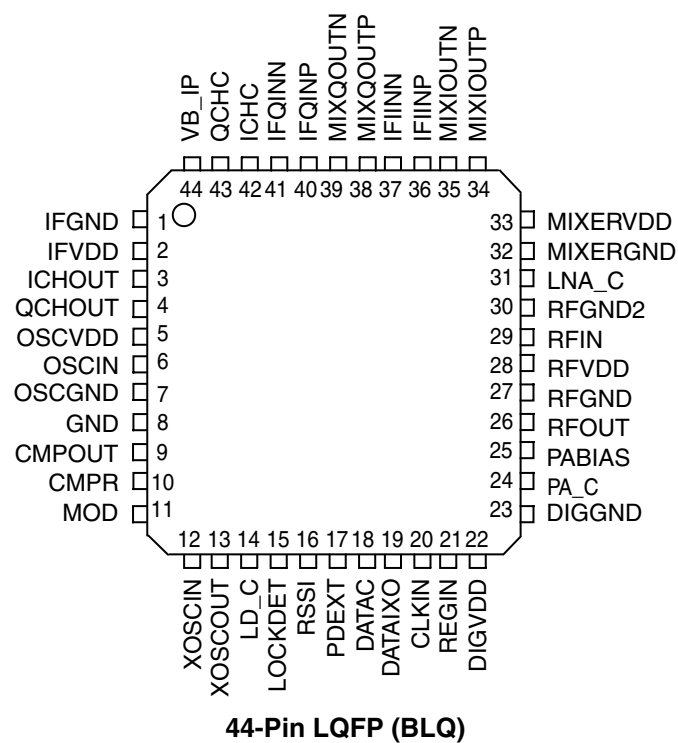 VB_IP
QCHC
ICHC
IFQINN
IFQINP
MIXQOUTN
MIXQOUTP
IFIINN
IFIINP
MIXIOUTN
MIXIOUTP
44 43 42 41 40 39 38 37 36 35 34
IFGND 1
IFVDD 2
ICHOUT 3
QCHOUT 4
OSCVDD 5
OSCIN 6
OSCGND 7
GND 8
CMPOUT 9
CMPR 10
MOD 11
33 MIXERVDD
32 MIXERGND
31 LNA_C
30 RFGND2
29 RFIN
28 RFVDD
27 RFGND
26 RFOUT
25 PABIAS
24 PA_C
23 DIGGND
12 13 14 15 16 17 18 19 20 21 22
XOSCIN
XOSCOUT
LD_C
LOCKDET
RSSI
PDEXT
DATAC
DATAIXO
CLKIN
REGIN
DIGVDD
44-Pin LQFP (BLQ)